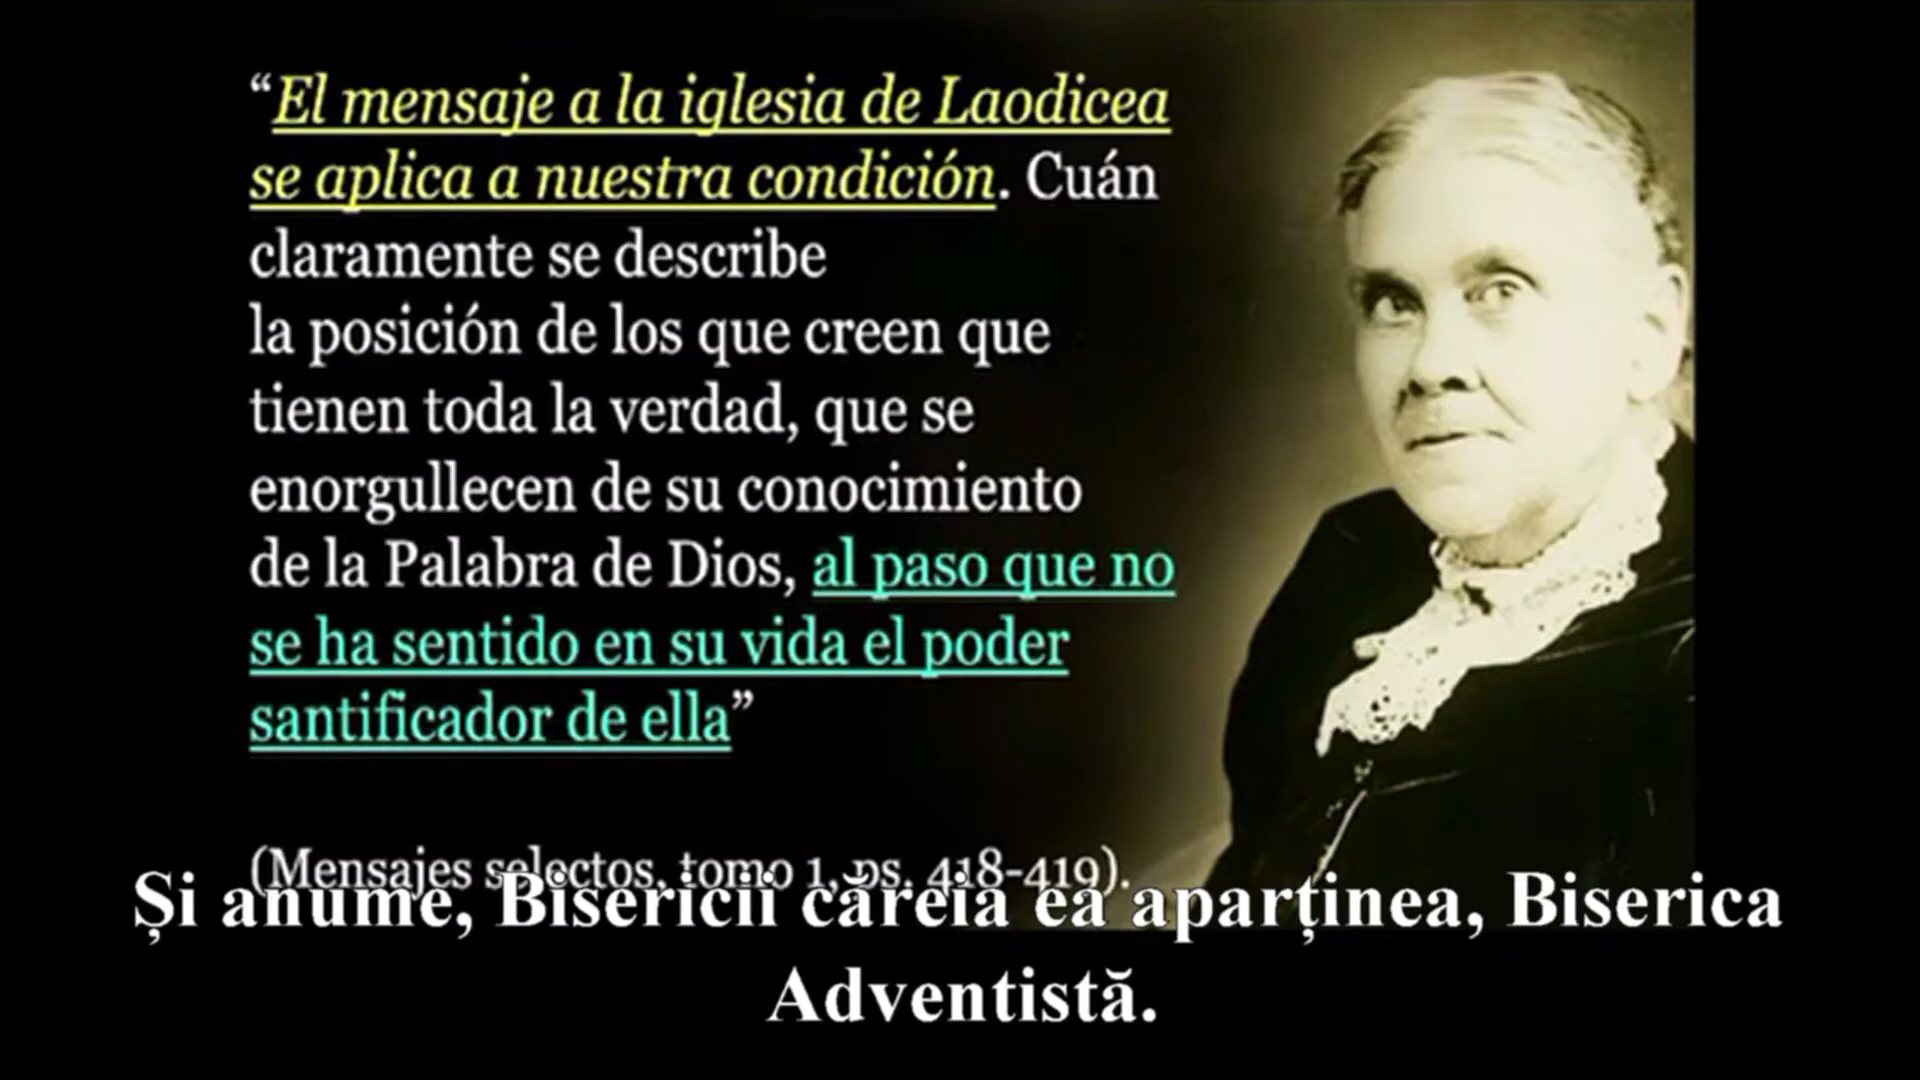 “El mensaje a la iglesia de Laodicea
se aplica a nuestra condición. Cuán
claramente se describe
la posición de los que creen que
tienen toda la verdad, que se
enorgullecen de su conocimiento
de la Palabra de Dios, al paso que no
se ha sentido en su vida el poder
santificador de ella”
(Mensajes selectos, tomo 1, ps. 418-419).
Și anume, Bisericii căreia ea aparținea, Biserica
Adventistă.